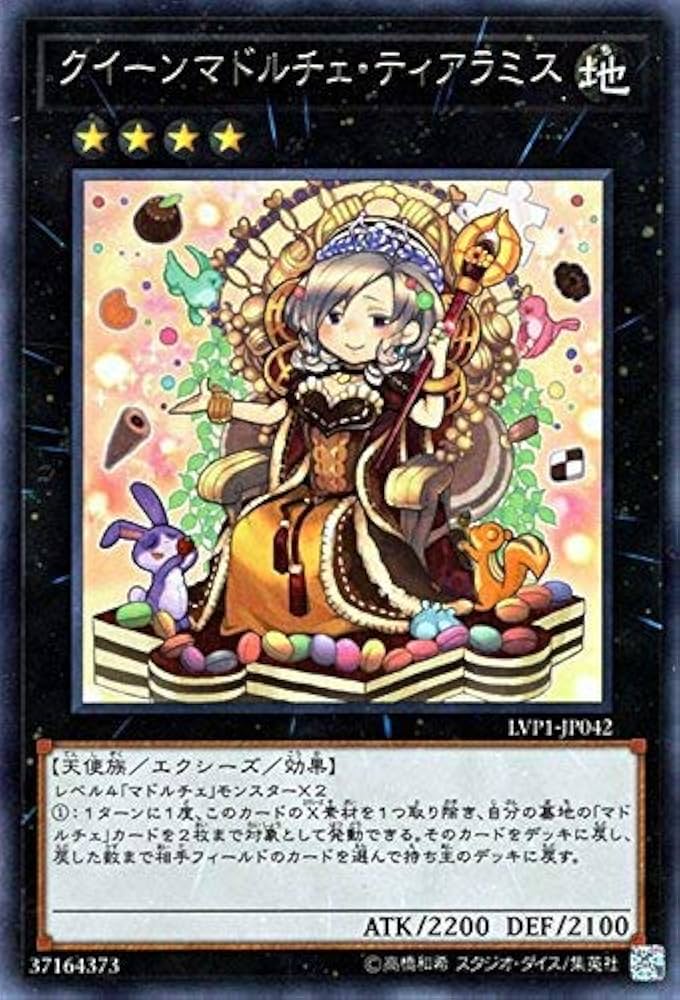 クイーンマドルチェ・ティアラミス 地
LVP1-JP042
【天使族／エクシーズ／効果】
レベル4「マドルチェ」モンスター×2
①：1ターンに1度、このカードのX素材を1つ取り除き、自分の墓地の「マド
ルチェ」カードを2枚まで対象として発動できる。そのカードをデッキに戻し、
戻した数まで相手フィールドのカードを選んで持ち主のデッキに戻す。
ATK/2200 DEF/2100
37164373 ©高橋和希 スタジオ・ダイス/集英社